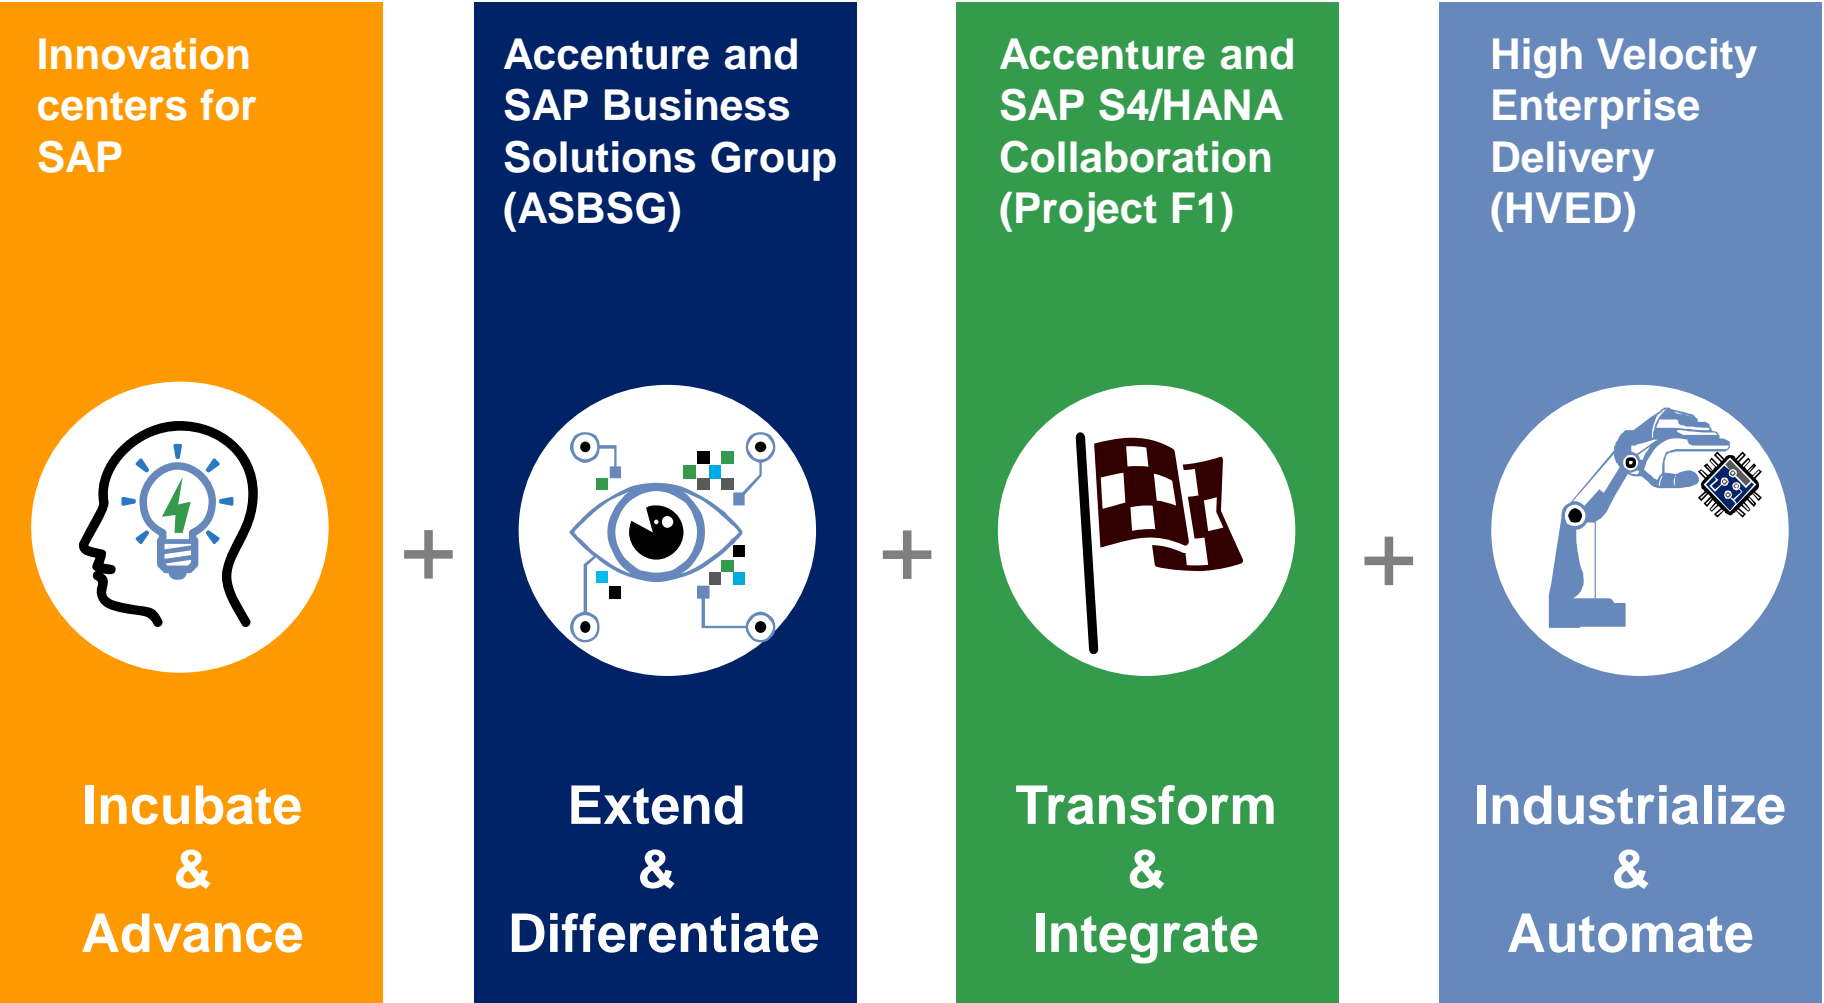 Innovation
centers for
SAP
Accenture and
SAP Business
Solutions Group
(ASBSG)
Accenture and
SAP S4/HANA
Collaboration
(Project F1)
High Velocity
Enterprise
Delivery
(HVED)
+
+
+
Incubate
&
Advance
Extend
&
Differentiate
Transform
&
Integrate
Industrialize
&
Automate